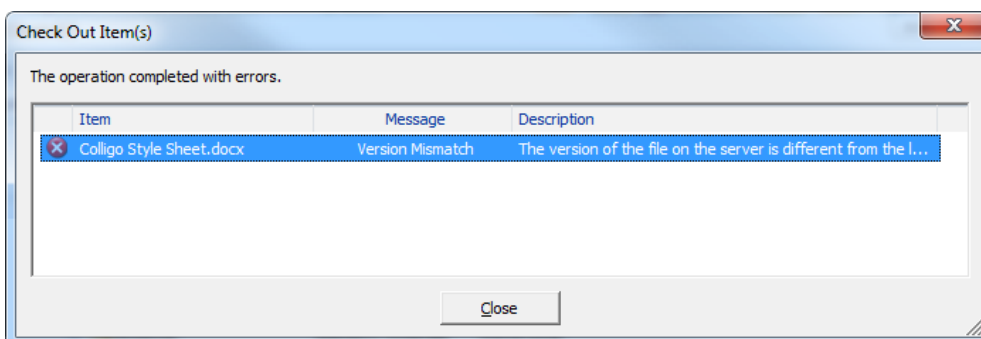 Check Out Item(s)
The operation completed with errors.
Item Message Description
Colligo Style Sheet.docx Version Mismatch The version of the file on the server is different from the l...
Close